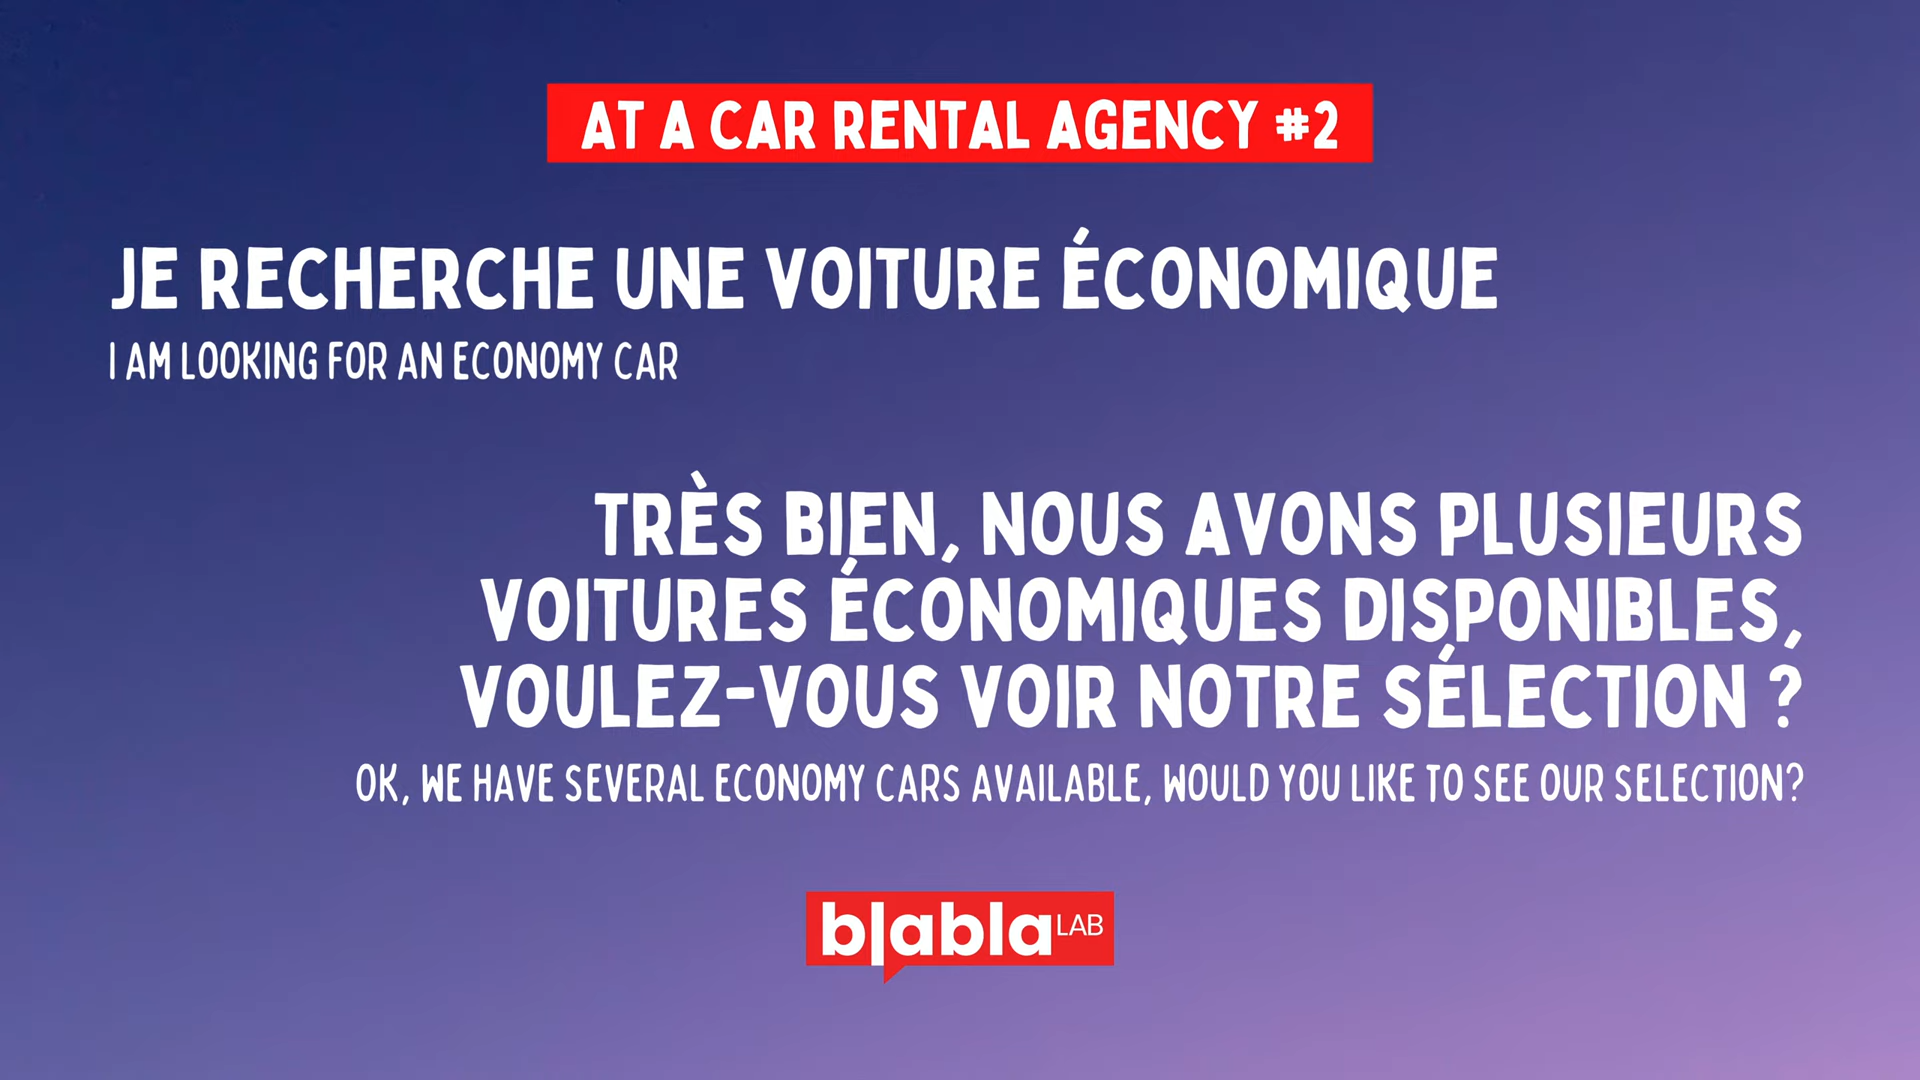 AT A CAR RENTAL AGENCY #2
JE RECHERCHE UNE VOITURE ÉCONOMIQUE
I AM LOOKING FOR AN ECONOMY CAR
TRÈS BIEN, NOUS AVONS PLUSIEURS
VOITURES ÉCONOMIQUES DISPONIBLES,
VOULEZ-VOUS VOIR NOTRE SÉLECTION ?
OK, WE HAVE SEVERAL ECONOMY CARS AVAILABLE, WOULD YOU LIKE TO SEE OUR SELECTION?
blabla LAB